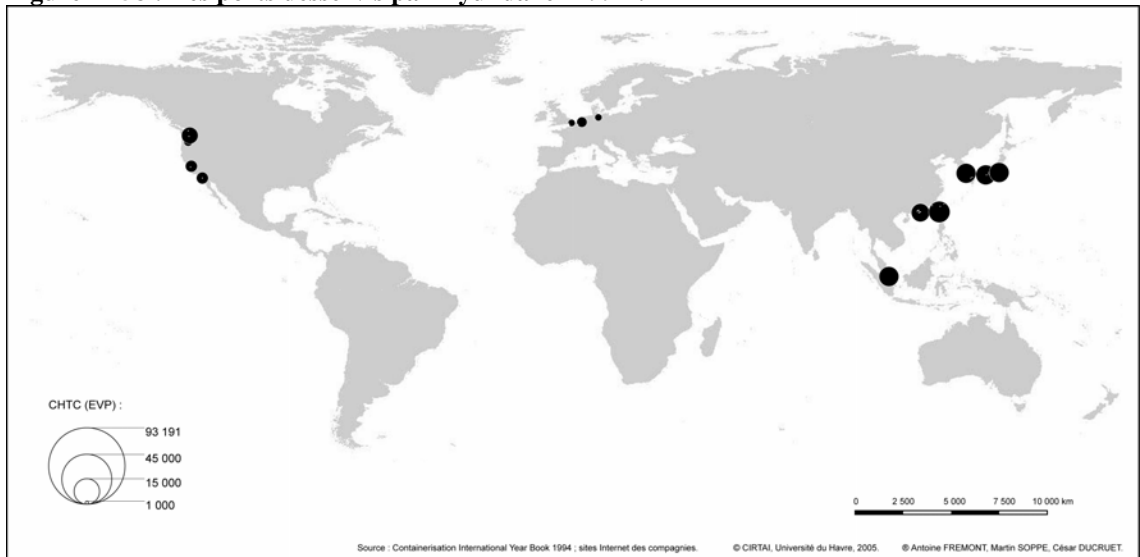 CHTC (EVP) :
93 191
45 000
15 000
1 000
0 2 500 5 000 7 500 10 000 km
Source : Containerisation International Year Book 1994 ; sites Internet des compagnies. © CIRTAI, Université du Havre, 2005. ® Antoine FREMONT, Martin SOPPE, César DUCRUET.